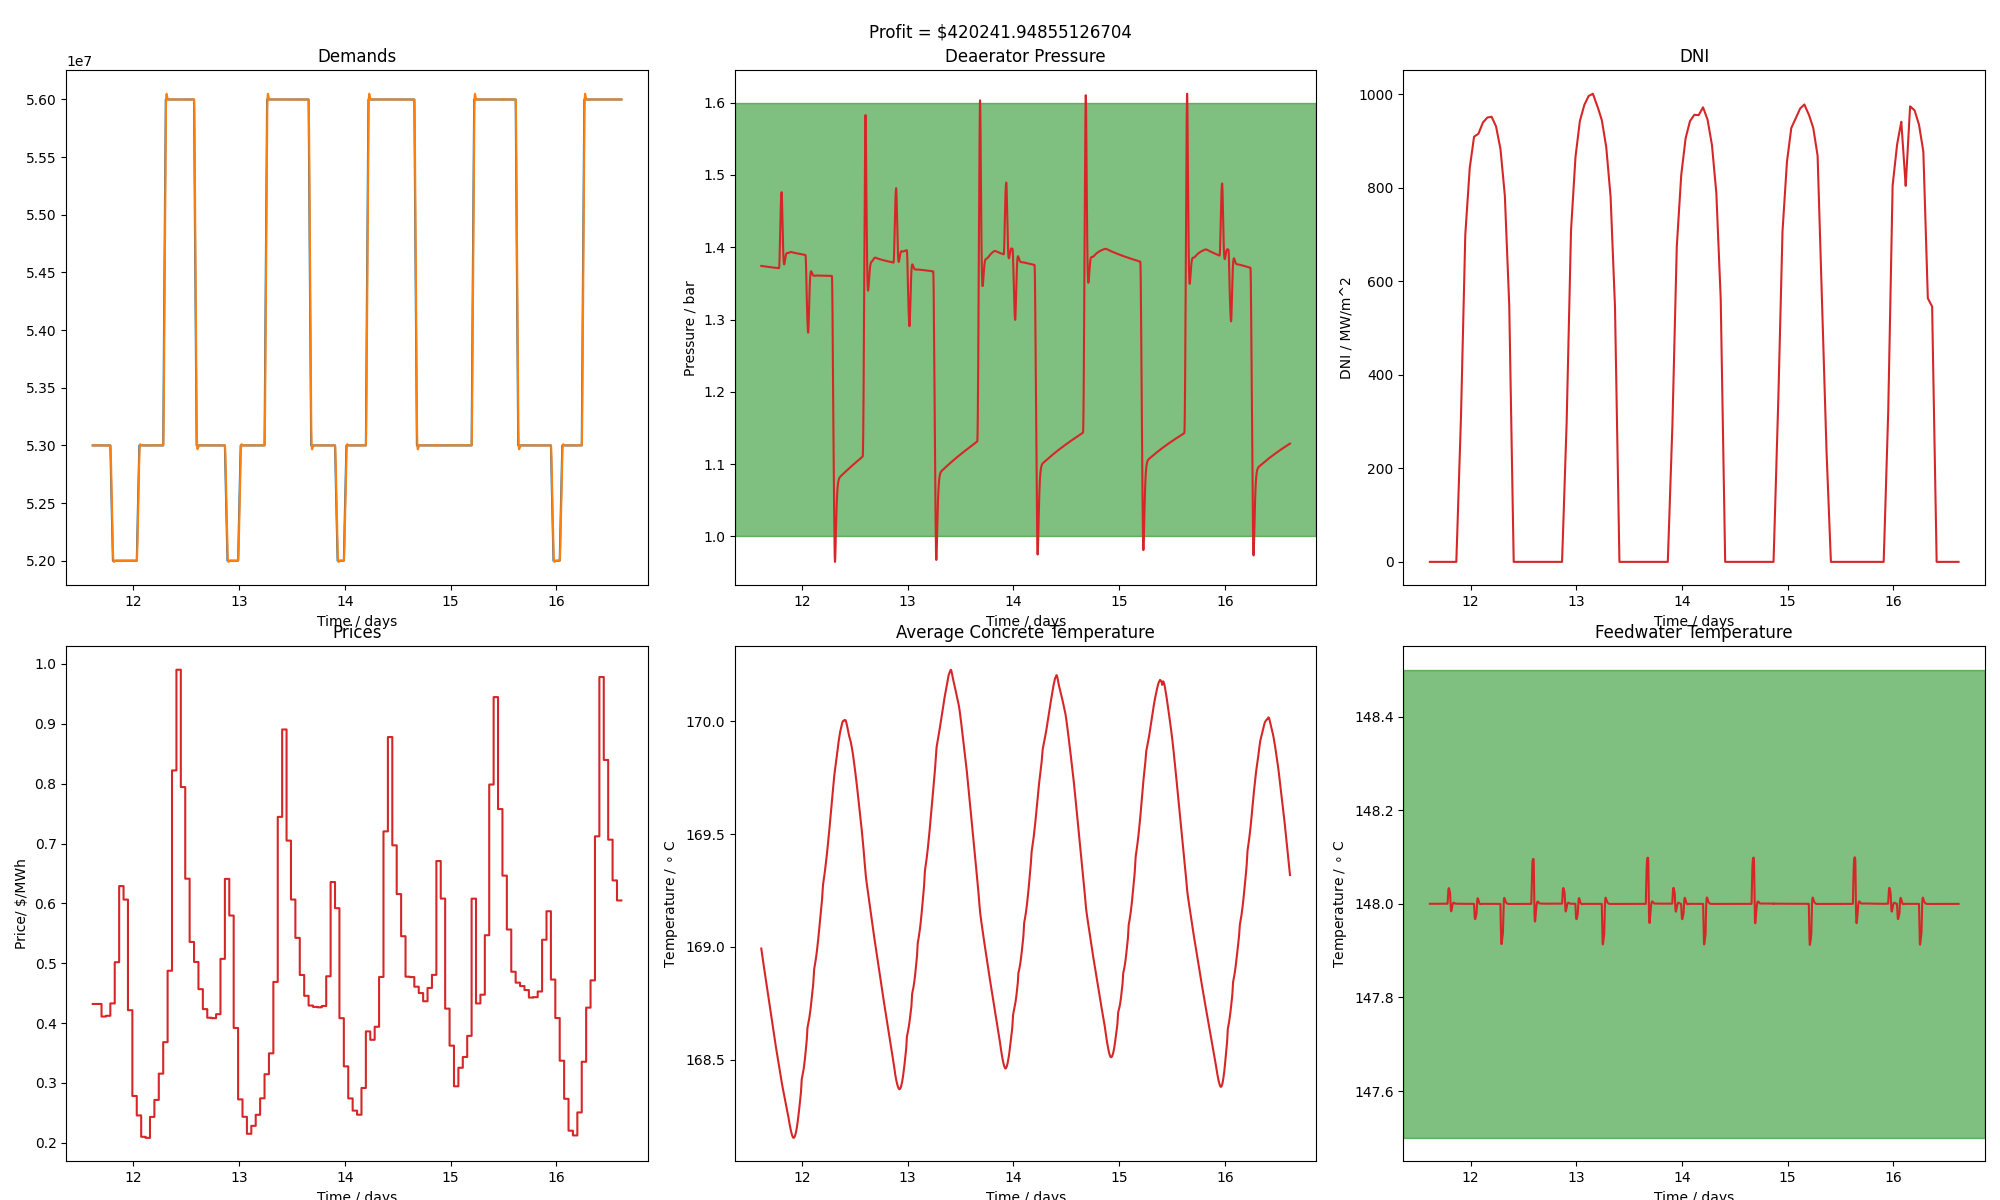 Profit = $420241.94855126704
Demands
1e7
5.60
5.55
5.50
5.45
5.40
5.35
5.30
5.25
5.20
12 13 14 15 16
Time / days
Deaerator Pressure
Pressure / bar
1.6
1.5
1.4
1.3
1.2
1.1
1.0
12 13 14 15 16
Time / days
DNI
DNI / MW/m^2
1000
800
600
400
200
0
12 13 14 15 16
Time / days
Prices
Price/ $/MWh
1.0
0.9
0.8
0.7
0.6
0.5
0.4
0.3
0.2
12 13 14 15 16
Time / days
Average Concrete Temperature
Temperature / ∘ C
170.0
169.5
169.0
168.5
12 13 14 15 16
Time / days
Feedwater Temperature
Temperature / ∘ C
148.4
148.2
148.0
147.8
147.6
12 13 14 15 16
Time / days